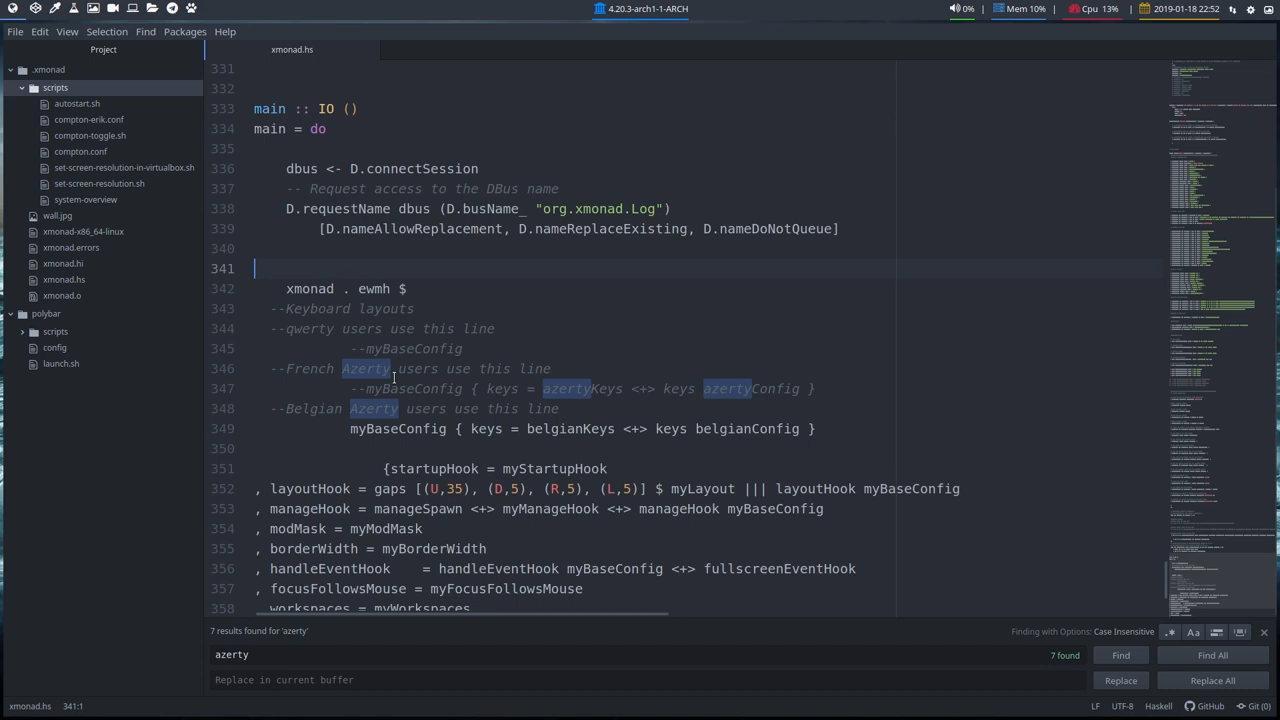 4.20.3-arch1-1-ARCH
0%
Mem 10%
Cpu 13%
2019-01-18 22:52
File Edit View Selection Find Packages Help
Project
xmonad.hs
.xmonad
scripts
autostart.sh
compton-erik.conf
compton-toggle.sh
compton.conf
set-screen-resolution-in-virtualbox.sh
set-screen-resolution.sh
system-overview
wall.jpg
xmonad-x86_64-linux
xmonad.errors
xmonad.hi
xmonad.hs
xmonad.o
polybar
scripts
config
launch.sh
331
332
333 main :: IO ()
334 main = do
335
336 dbus <- D.connectSession
337 --Request access to the DBus name
338 D.requestName dbus (D.busName_ "org.xmonad.Log")
[D.nameAllowReplacement, D.nameReplaceExisting, D.nameDoNotQueue]
340
341
342 xmonad . ewmh $
343 --Keyboard layouts
344 --qwerty users use this line
345 --myBaseConfig
346 --French Azerty users use this line
347 --myBaseConfig { keys = azertyKeys <+> keys azertyConfig }
348 --Belgian Azerty users use this line
349 myBaseConfig { keys = belgianKeys <+> keys belgianConfig }
350
351 {startupHook = myStartupHook
352 , layoutHook = gaps [(U,35), (D,5), (R,5), (L,5)] $ myLayout ||| layoutHook myBaseConfig
353 , manageHook = manageSpawn <+> myManageHook <+> manageHook myBaseConfig
354 , modMask = myModMask
355 , borderWidth = myBorderWidth
356 , handleEventHook = handleEventHook myBaseConfig <+> fullscreenEventHook
357 , focusFollowsMouse = myFocusFollowsMouse
358 , workspaces = myWorkspaces
7 results found for 'azerty'
Finding with Options: Case Insensitive
.* Aa
azerty
7 found
Find
Find All
Replace in current buffer
Replace
Replace All
xmonad.hs 341:1
LF UTF-8 Haskell GitHub Git (0)